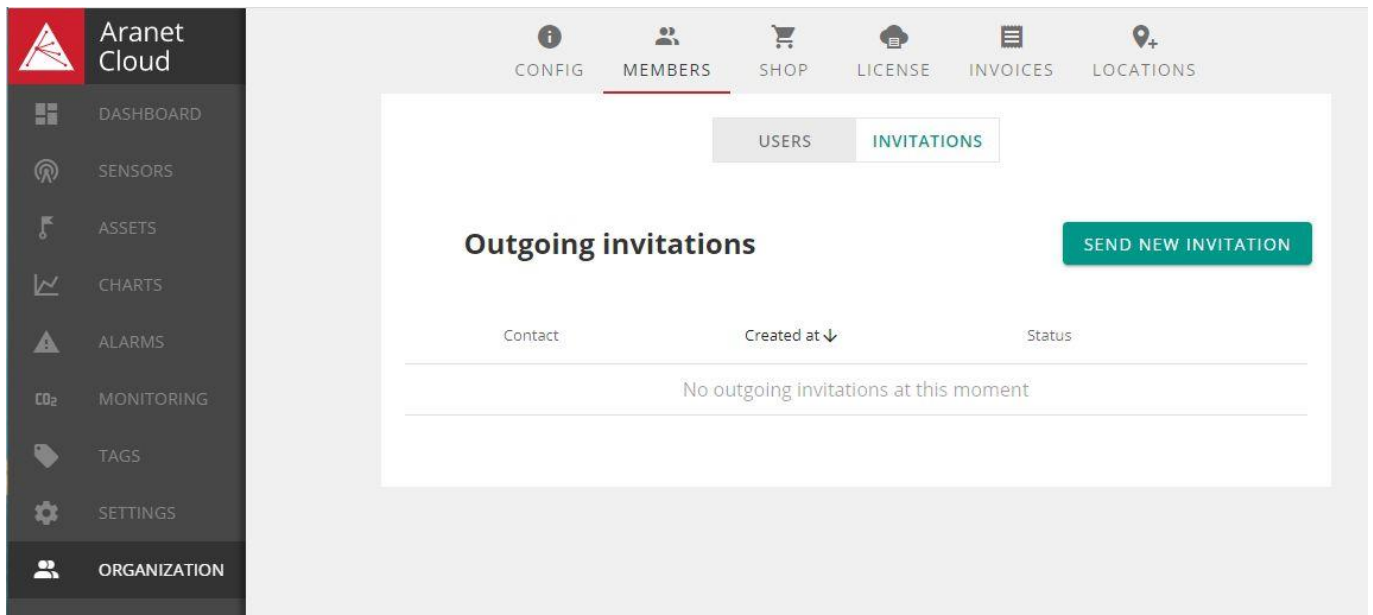 Aranet
Cloud
DASHBOARD
SENSORS
ASSETS
CHARTS
ALARMS
CO2 MONITORING
TAGS
SETTINGS
ORGANIZATION
CONFIG MEMBERS SHOP LICENSE INVOICES LOCATIONS
USERS INVITATIONS
Outgoing invitations SEND NEW INVITATION
Contact Created at Status
No outgoing invitations at this moment